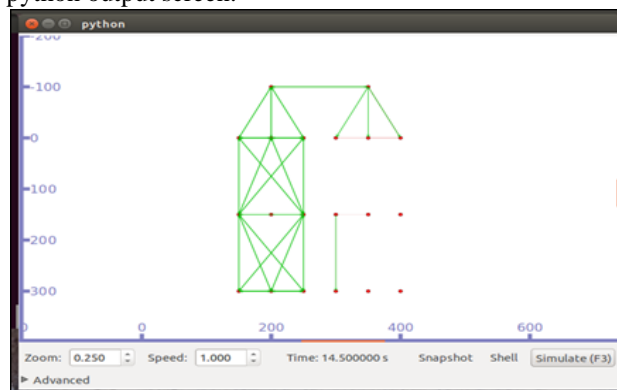 python output screen.
python
-200
-100
0
100
200
300
0 200 400 600
Zoom: 0.250 Speed: 1.000 Time: 14.500000 s Snapshot Shell Simulate (F3)
Advanced